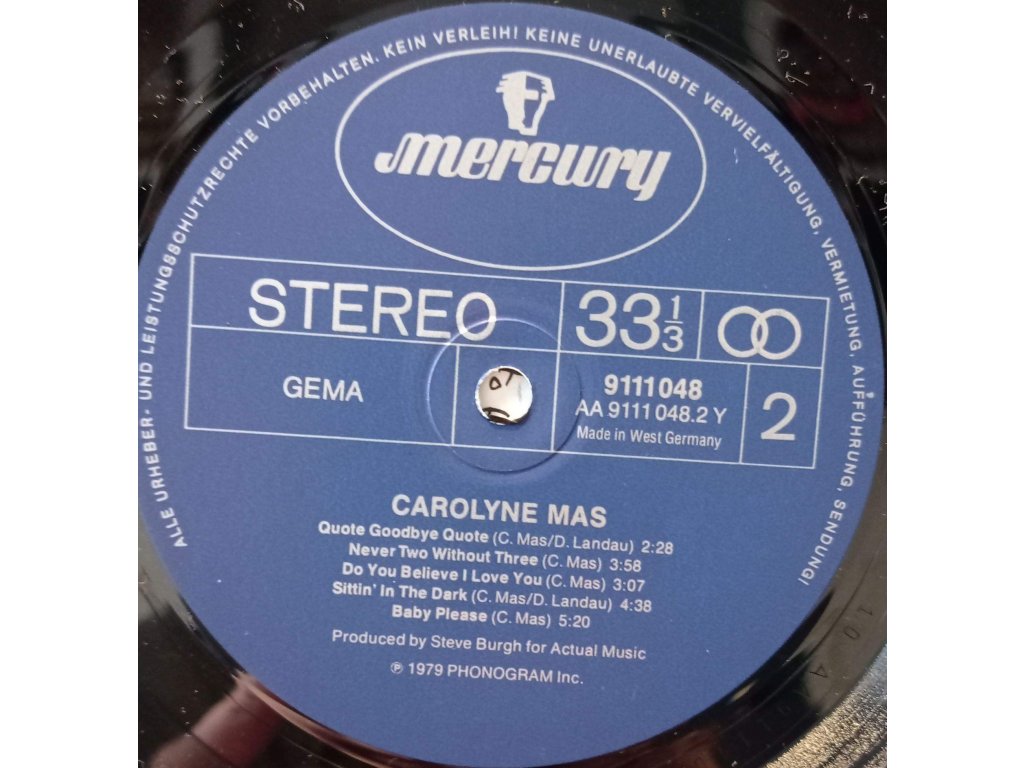 ALLE URHEBER- UND LEISTUNGSSCHUTZRECHTE VORBEHALTEN. KEIN VERLEIH! KEINE UNERLAUBTE VERVIELFÄLTIGUNG, VERMIETUNG, AUFFÜHRUNG, SENDUNG!
mercury
STEREO
33 1/3
GEMA
9111048
AA 9111 048.2 Y
Made in West Germany
2
CAROLYNE MAS
Quote Goodbye Quote (C. Mas/D. Landau) 2:28
Never Two Without Three (C. Mas) 3:58
Do You Believe I Love You (C. Mas) 3:07
Sittin' In The Dark (C. Mas/D. Landau) 4:38
Baby Please (C. Mas) 5:20
Produced by Steve Burgh for Actual Music
℗ 1979 PHONOGRAM Inc.